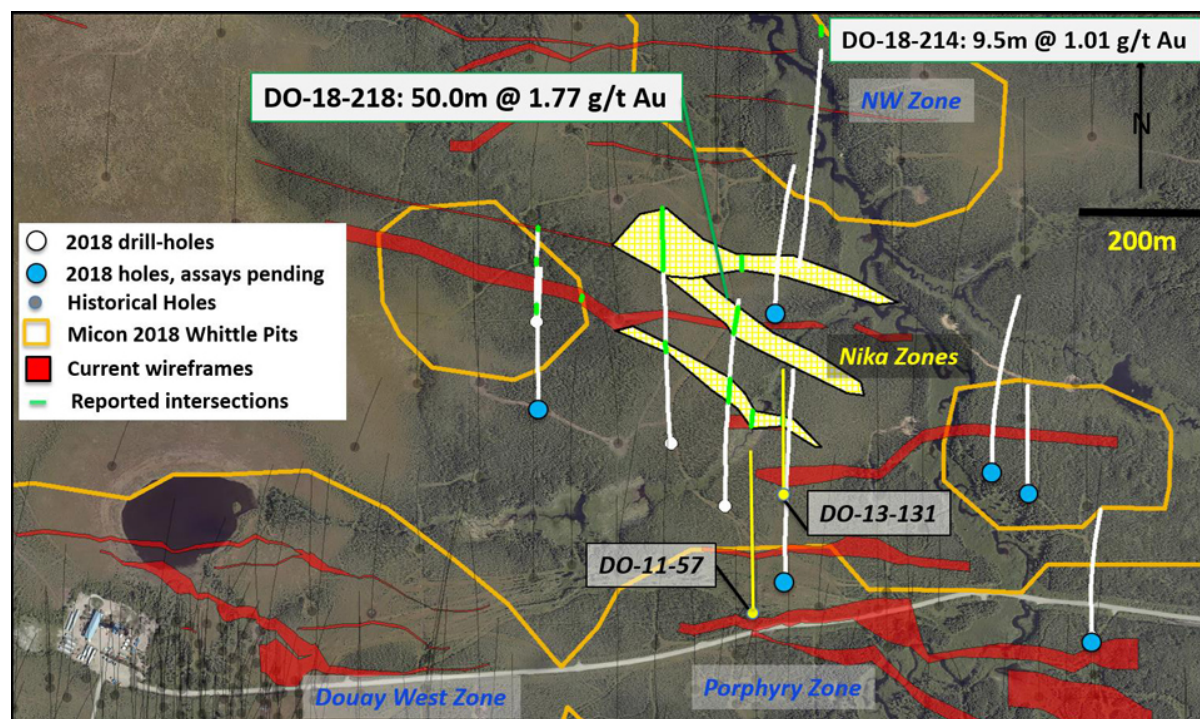 DO-18-214: 9.5m @ 1.01 g/t Au
DO-18-218: 50.0m @ 1.77 g/t Au
NW Zone
N
200m
2018 drill-holes
2018 holes, assays pending
Historical Holes
Micon 2018 Whittle Pits
Current wireframes
Reported intersections
Nika Zones
DO-13-131
DO-11-57
Douay West Zone
Porphyry Zone